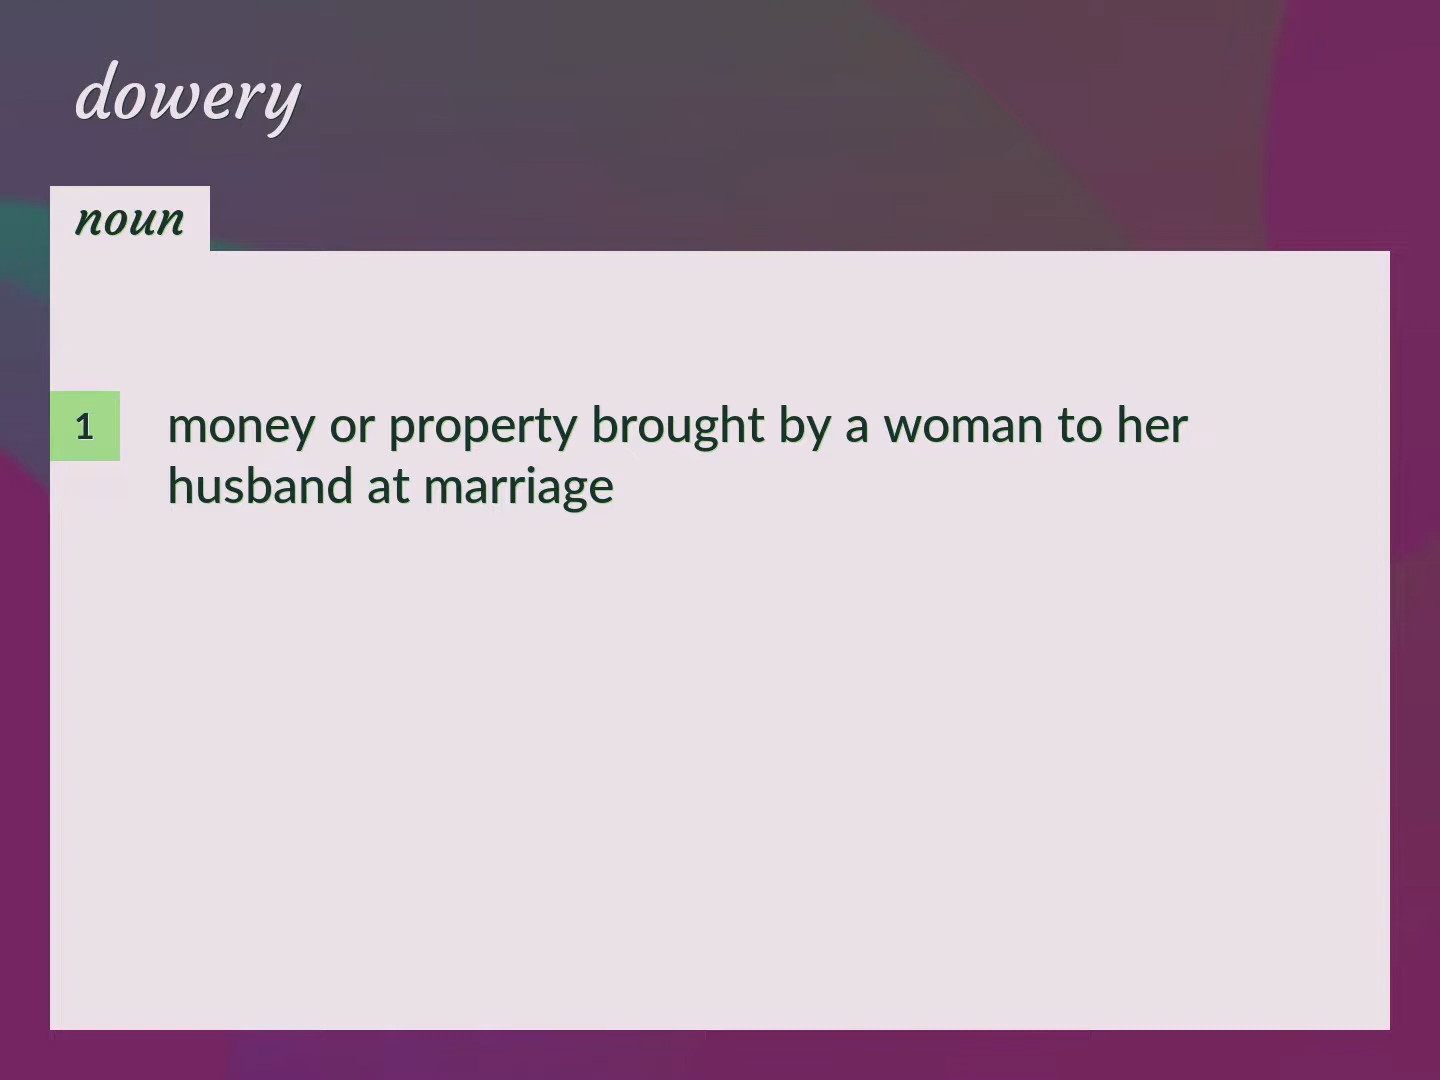 dowery
noun
1
money or property brought by a woman to her
husband at marriage